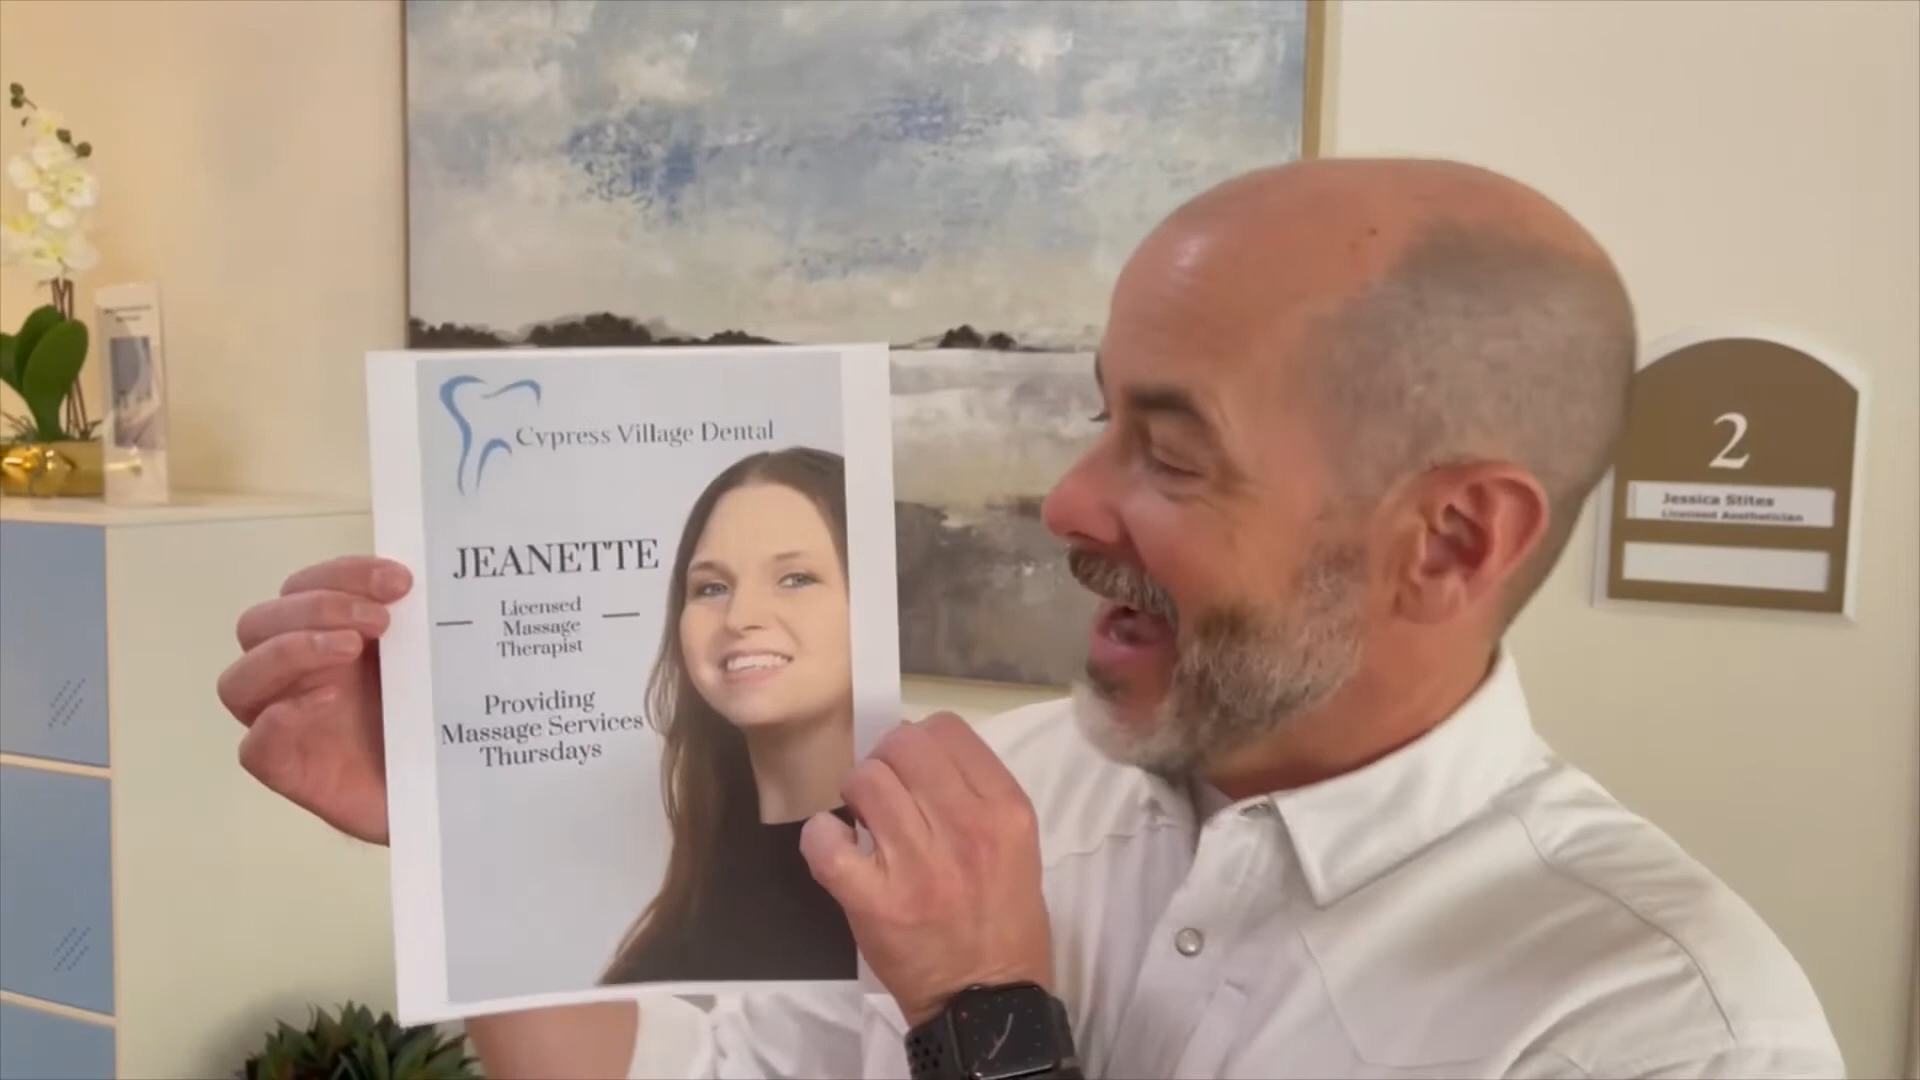 Cypress Village Dental
JEANETTE
Licensed
Massage
Therapist
Providing
Massage Services
Thursdays
2
Jessica Stites
Licensed Aesthetician